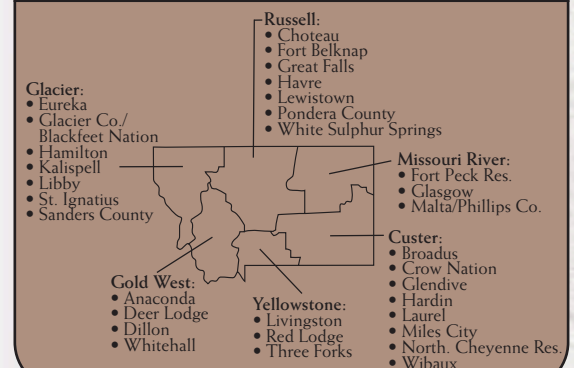 Russell:
• Choteau
• Fort Belknap
• Great Falls
• Havre
• Lewistown
• Pondera County
• White Sulphur Springs
Glacier:
• Eureka
• Glacier Co./
Blackfeet Nation
• Hamilton
• Kalispell
• Libby
• St. Ignatius
• Sanders County
Missouri River:
• Fort Peck Res.
• Glasgow
• Malta/Phillips Co.
Custer:
• Broadus
• Crow Nation
• Glendive
• Hardin
• Laurel
• Miles City
• North. Cheyenne Res.
• Wibaux
Gold West:
• Anaconda
• Deer Lodge
• Dillon
• Whitehall
Yellowstone:
• Livingston
• Red Lodge
• Three Forks